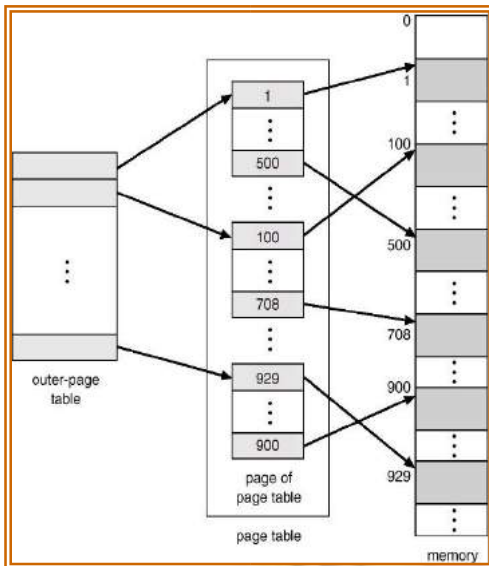 outer-page
table
1
500
100
708
929
900
page of
page table
page table
0
1
100
500
708
900
929
memory